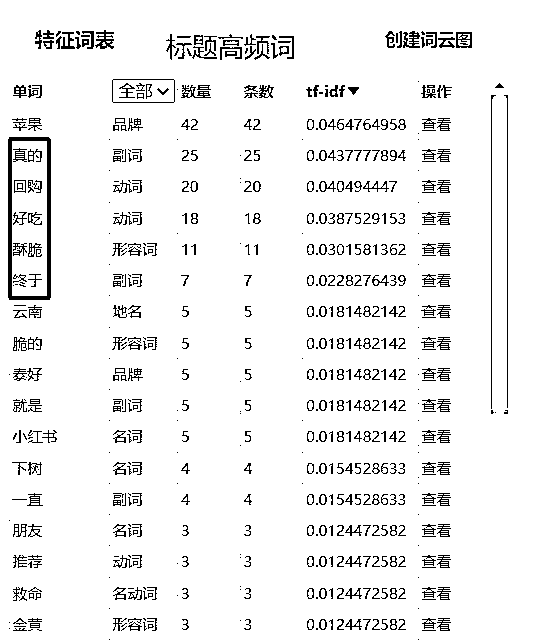 特征词表 标题高频词 创建词云图
单词 全部 数量 条数 tf-idf▼ 操作
苹果 品牌 42 42 0.0464764958 查看
真的 副词 25 25 0.0437777894 查看
回购 动词 20 20 0.040494447 查看
好吃 动词 18 18 0.0387529153 查看
酥脆 形容词 11 11 0.0301581362 查看
终于 副词 7 7 0.0228276439 查看
云南 地名 5 5 0.0181482142 查看
脆的 形容词 5 5 0.0181482142 查看
泰好 品牌 5 5 0.0181482142 查看
就是 副词 5 5 0.0181482142 查看
小红书 名词 5 5 0.0181482142 查看
下树 名词 4 4 0.0154528633 查看
一直 副词 4 4 0.0154528633 查看
朋友 名词 3 3 0.0124472582 查看
推荐 动词 3 3 0.0124472582 查看
救命 名动词 3 3 0.0124472582 查看
金黄 形容词 3 3 0.0124472582 查看